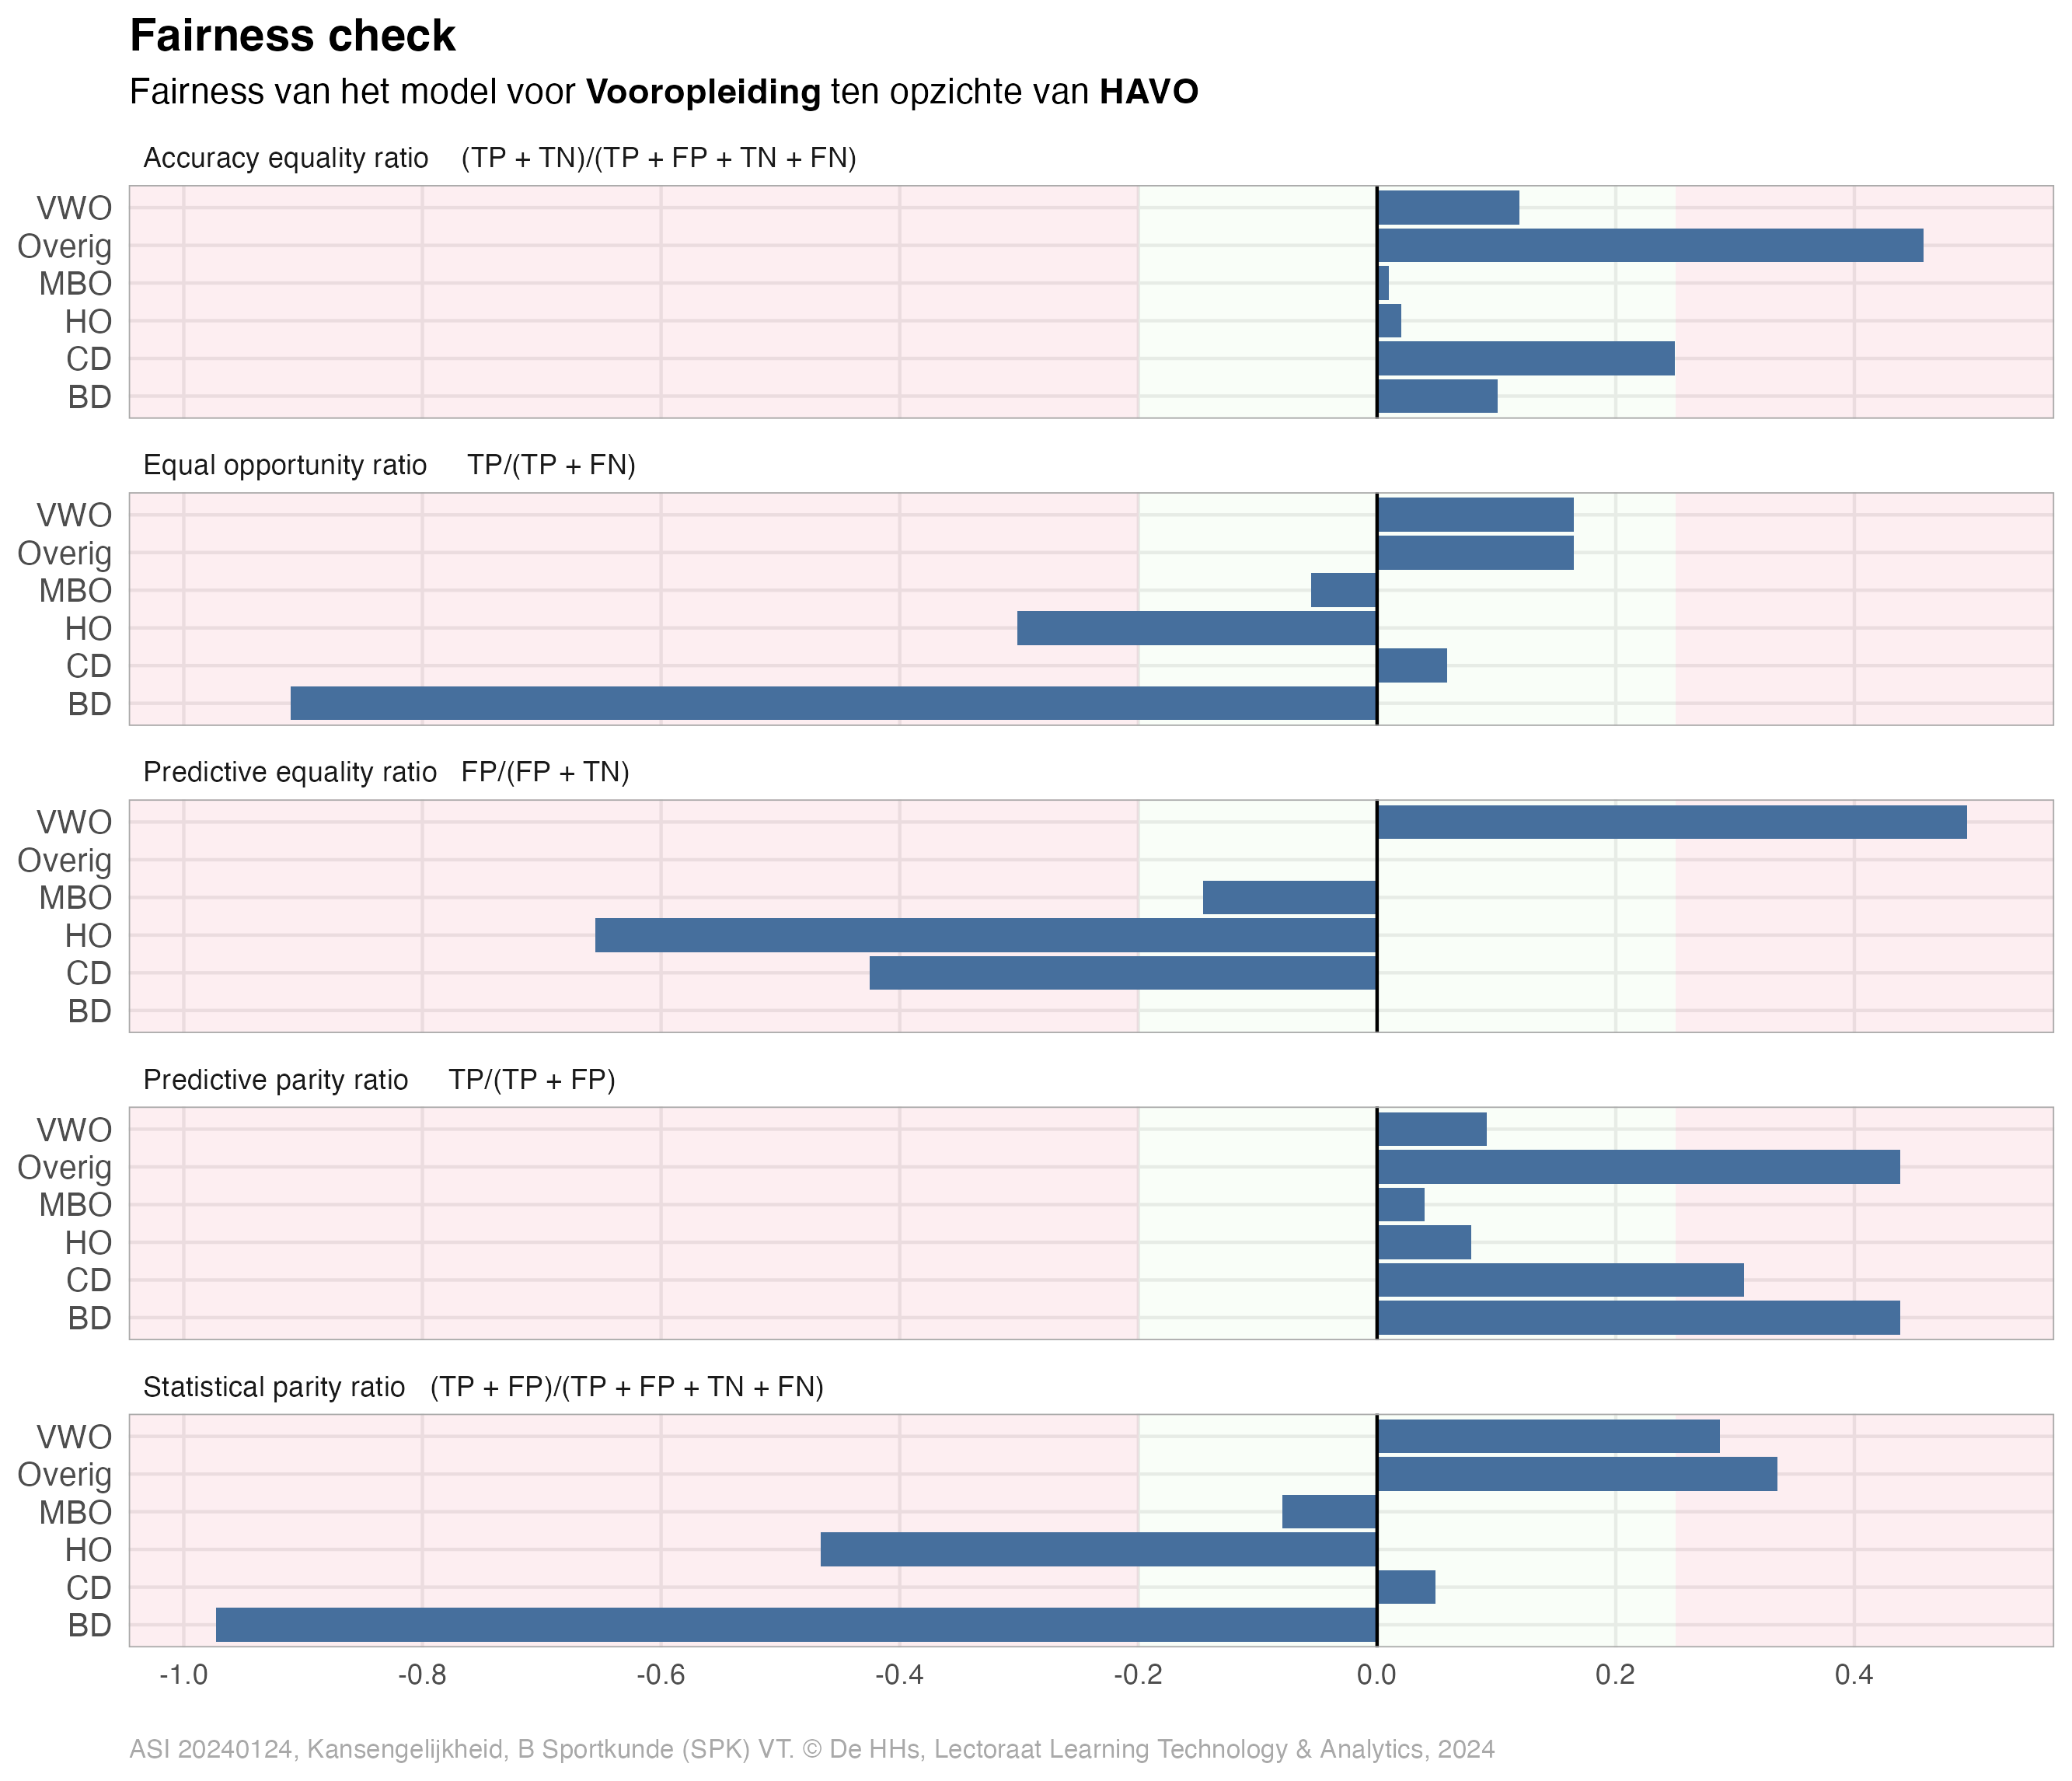 Fairness check
Fairness van het model voor Vooropleiding ten opzichte van HAVO
Accuracy equality ratio (TP + TN)/(TP + FP + TN + FN)
VWO
Overig
MBO
HO
CD
BD
Equal opportunity ratio TP/(TP + FN)
VWO
Overig
MBO
HO
CD
BD
Predictive equality ratio FP/(FP + TN)
VWO
Overig
MBO
HO
CD
BD
Predictive parity ratio TP/(TP + FP)
VWO
Overig
MBO
HO
CD
BD
Statistical parity ratio (TP + FP)/(TP + FP + TN + FN)
VWO
Overig
MBO
HO
CD
BD
-1.0 -0.8 -0.6 -0.4 -0.2 0.0 0.2 0.4
ASI 20240124, Kansengelijkheid, B Sportkunde (SPK) VT. © De HHs, Lectoraat Learning Technology & Analytics, 2024